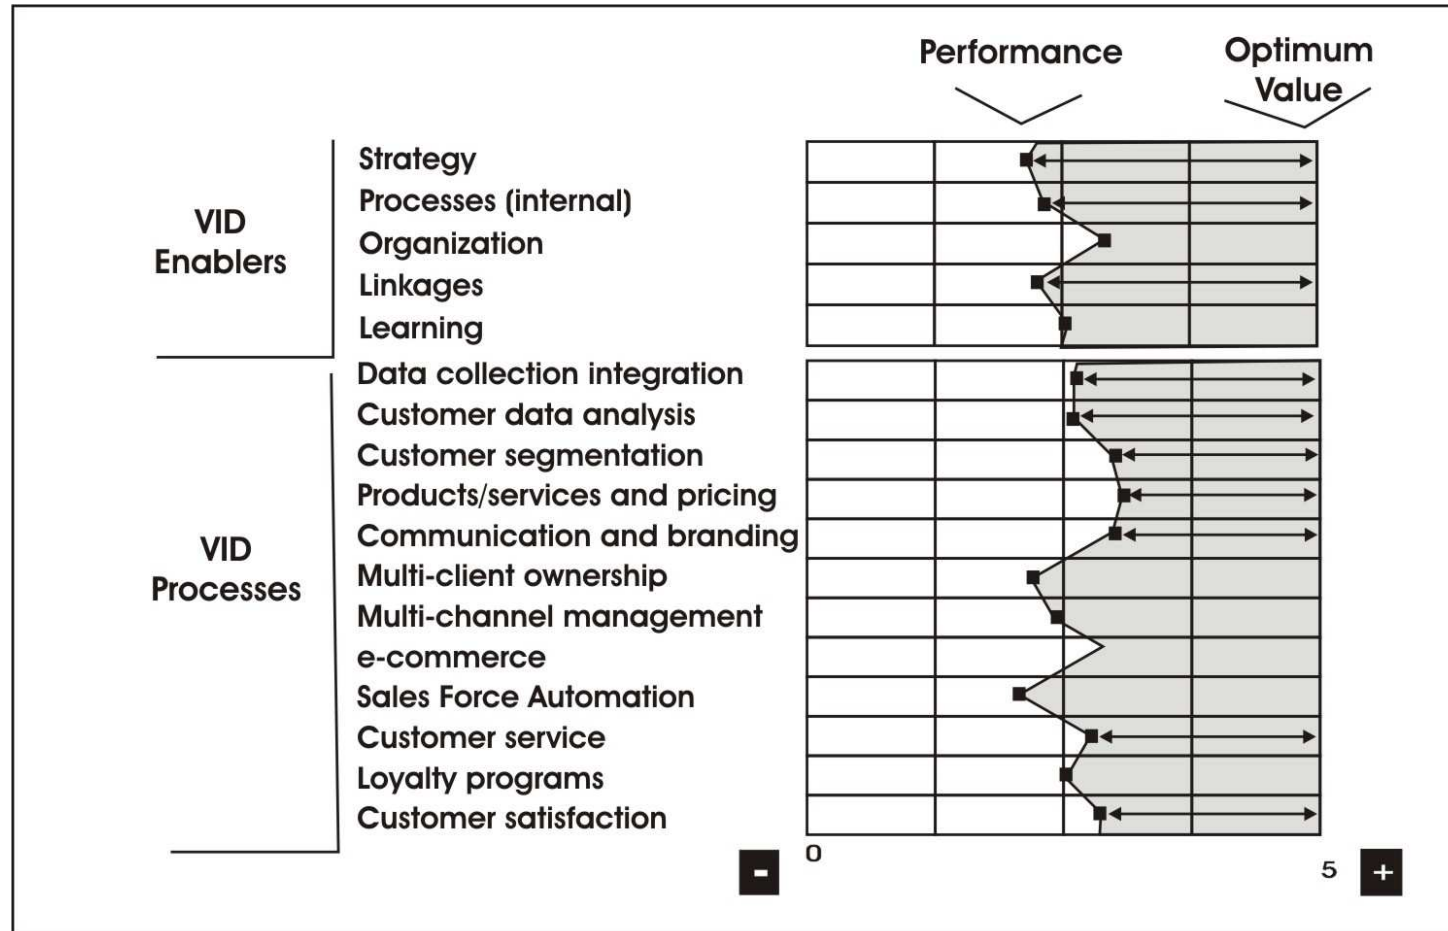 Performance
Optimum
Value
VID
Enablers
Strategy
Processes (internal)
Organization
Linkages
Learning
VID
Processes
Data collection integration
Customer data analysis
Customer segmentation
Products/services and pricing
Communication and branding
Multi-client ownership
Multi-channel management
e-commerce
Sales Force Automation
Customer service
Loyalty programs
Customer satisfaction
- 0 5 +